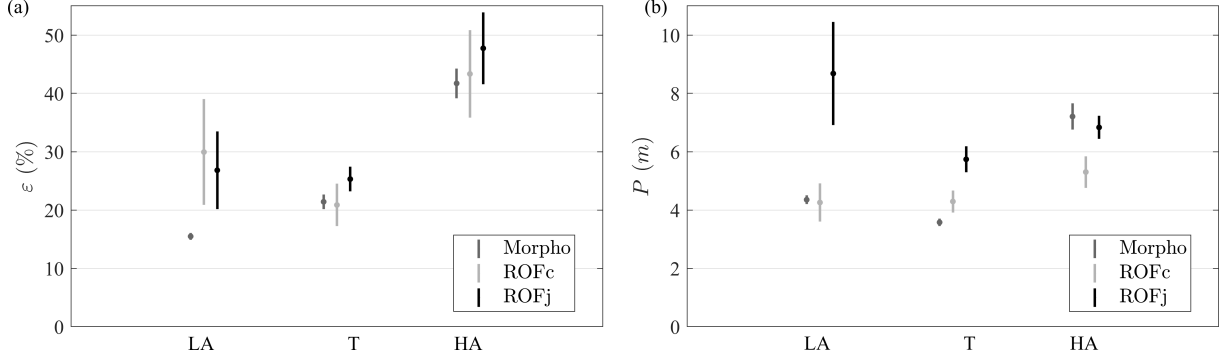 (a)
50
40
30
20
10
0
ε (%)
LA T HA
Morpho
ROFc
ROFj
(b)
10
8
6
4
2
0
P (m)
LA T HA
Morpho
ROFc
ROFj